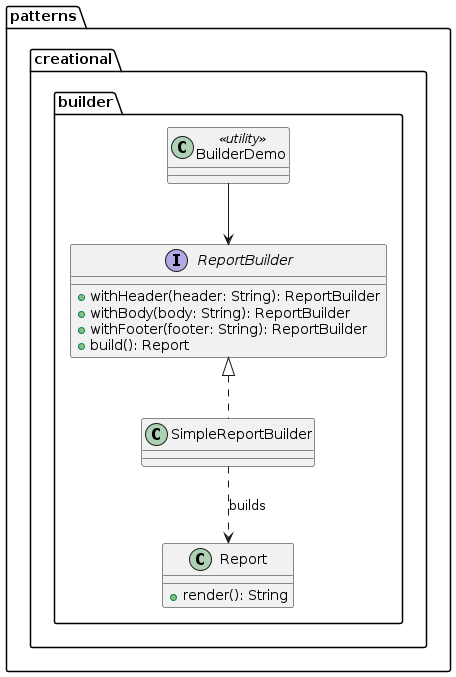 patterns
creational
builder
C «utility»
BuilderDemo
I ReportBuilder
withHeader(header: String): ReportBuilder
withBody(body: String): ReportBuilder
withFooter(footer: String): ReportBuilder
build(): Report
C SimpleReportBuilder
builds
C Report
render(): String